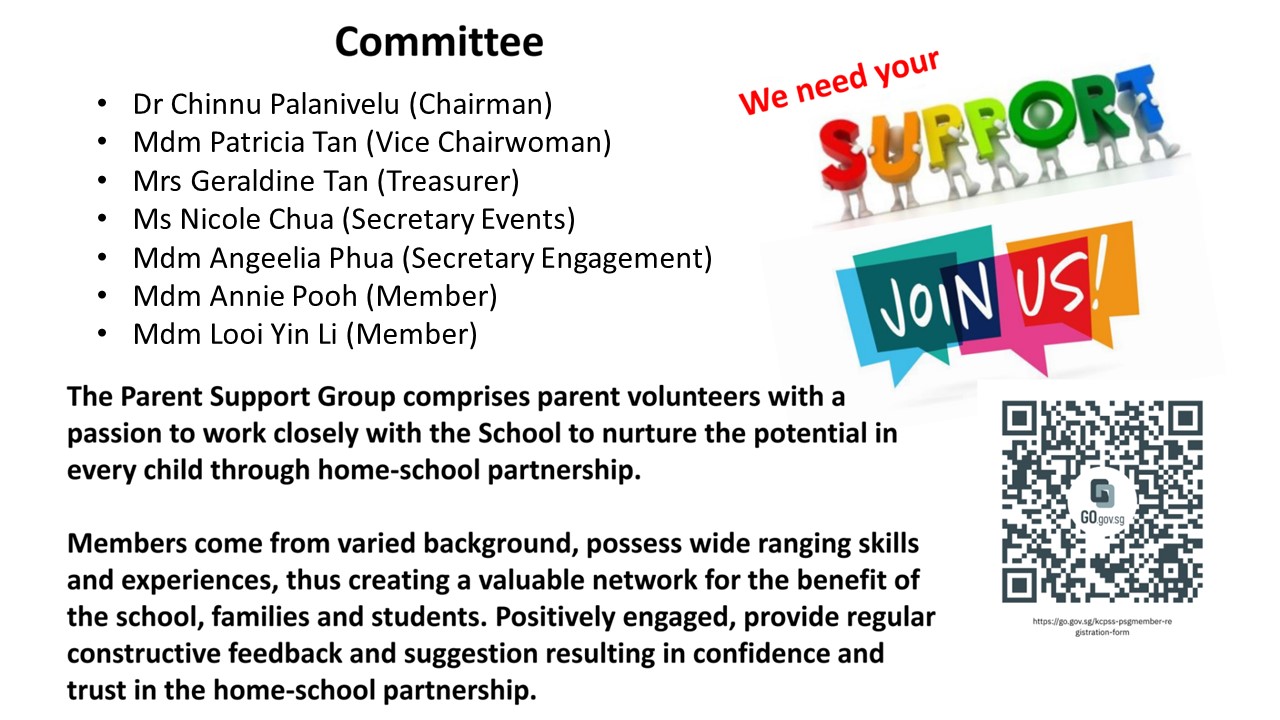 Committee
• Dr Chinnu Palanivelu (Chairman)
• Mdm Patricia Tan (Vice Chairwoman)
• Mrs Geraldine Tan (Treasurer)
• Ms Nicole Chua (Secretary Events)
• Mdm Angeelia Phua (Secretary Engagement)
• Mdm Annie Pooh (Member)
• Mdm Looi Yin Li (Member)
We need your
SUPPORT
JOIN US!
The Parent Support Group comprises parent volunteers with a
passion to work closely with the School to nurture the potential in
every child through home-school partnership.
Members come from varied background, possess wide ranging skills
and experiences, thus creating a valuable network for the benefit of
the school, families and students. Positively engaged, provide regular
constructive feedback and suggestion resulting in confidence and
trust in the home-school partnership.
GO.gov.sg
https://go.gov.sg/kcpss-psgmember-re
gistration-form